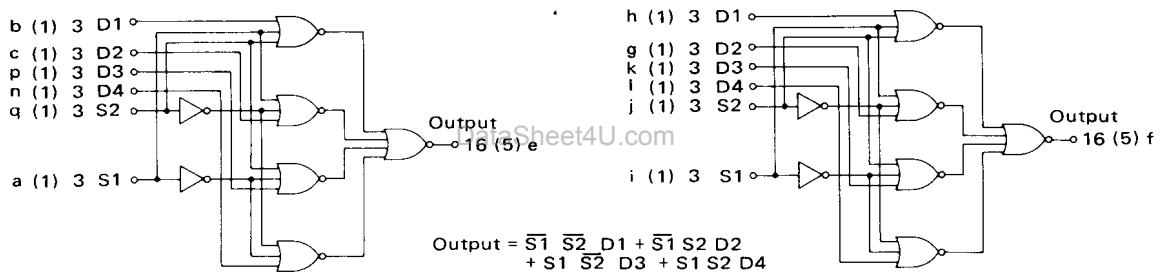 b (1) 3 D1
c (1) 3 D2
p (1) 3 D3
n (1) 3 D4
q (1) 3 S2
a (1) 3 S1
Output
16 (5) e
DataSheet4U.com
h (1) 3 D1
g (1) 3 D2
k (1) 3 D3
l (1) 3 D4
j (1) 3 S2
i (1) 3 S1
Output
16 (5) f
Output = S̅1̅ S̅2̅ D1 + S̅1̅ S2 D2
+ S1 S̅2̅ D3 + S1 S2 D4